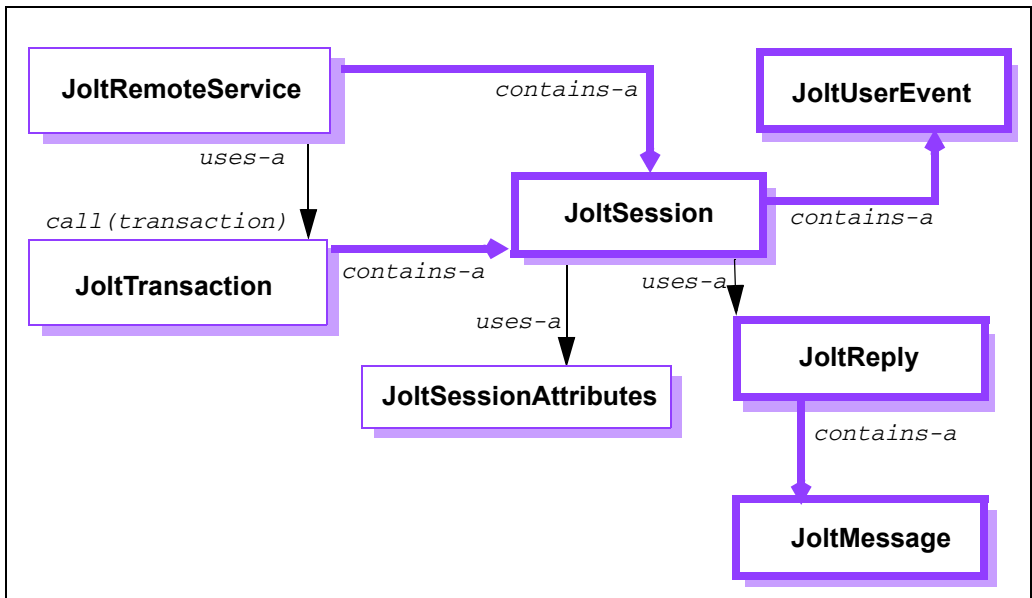 JoltRemoteService
contains-a
JoltUserEvent
uses-a
JoltSession
contains-a
call(transaction)
JoltTransaction
contains-a
uses-a
uses-a
JoltReply
JoltSessionAttributes
contains-a
JoltMessage